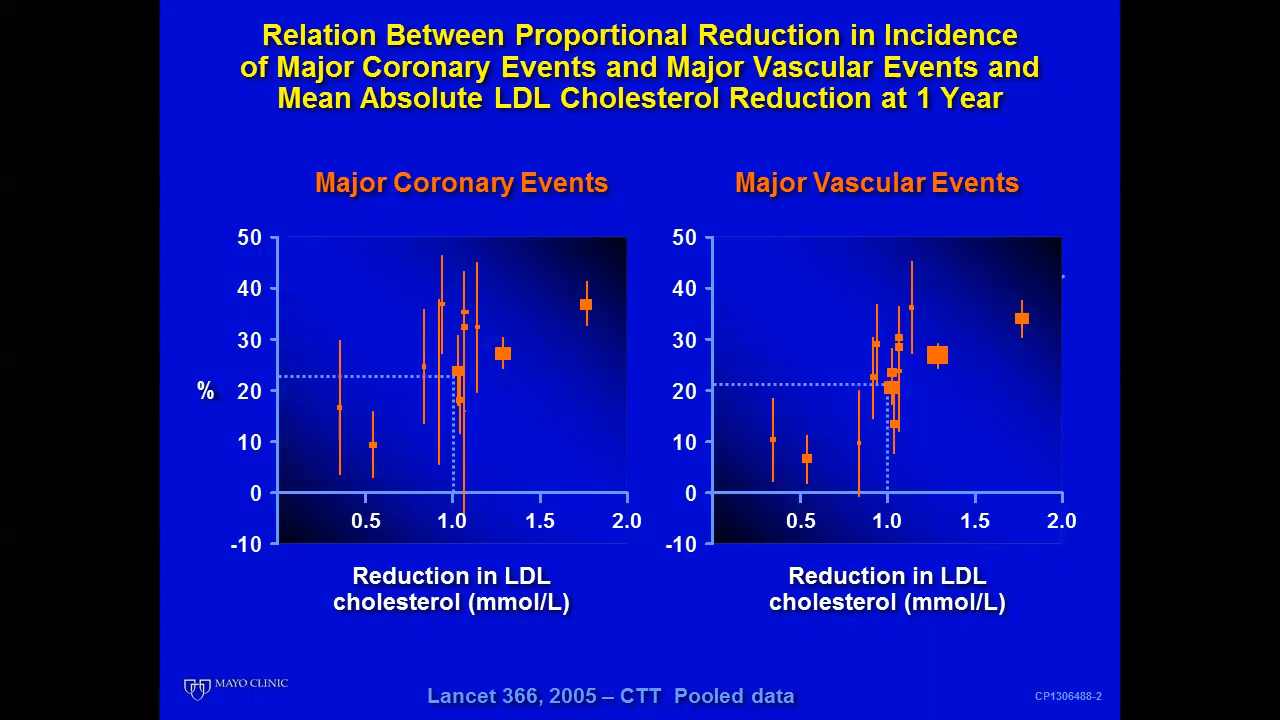 Relation Between Proportional Reduction in Incidence
of Major Coronary Events and Major Vascular Events and
Mean Absolute LDL Cholesterol Reduction at 1 Year
Major Coronary Events
50
40
30
20
10
0
-10
%
0.5 1.0 1.5 2.0
Reduction in LDL
cholesterol (mmol/L)
Major Vascular Events
50
40
30
20
10
0
-10
0.5 1.0 1.5 2.0
Reduction in LDL
cholesterol (mmol/L)
MAYO CLINIC
Lancet 366, 2005 – CTT Pooled data
CP1306488-2